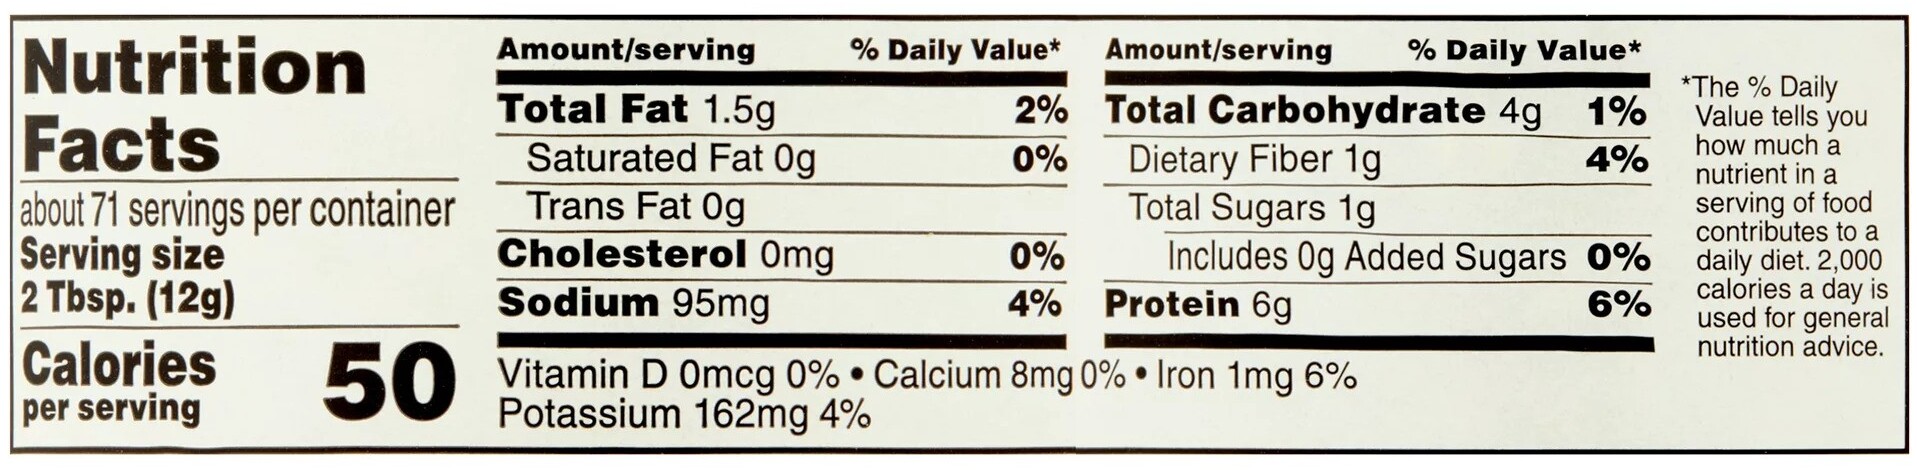 Nutrition
Facts
about 71 servings per container
Serving size
2 Tbsp. (12g)
Calories
per serving
50
Amount/serving % Daily Value*
Total Fat 1.5g 2%
Saturated Fat 0g 0%
Trans Fat 0g
Cholesterol 0mg 0%
Sodium 95mg 4%
Amount/serving % Daily Value*
Total Carbohydrate 4g 1%
Dietary Fiber 1g 4%
Total Sugars 1g
Includes 0g Added Sugars 0%
Protein 6g 6%
Vitamin D 0mcg 0% • Calcium 8mg 0% • Iron 1mg 6%
Potassium 162mg 4%
*The % Daily
Value tells you
how much a
nutrient in a
serving of food
contributes to a
daily diet. 2,000
calories a day is
used for general
nutrition advice.